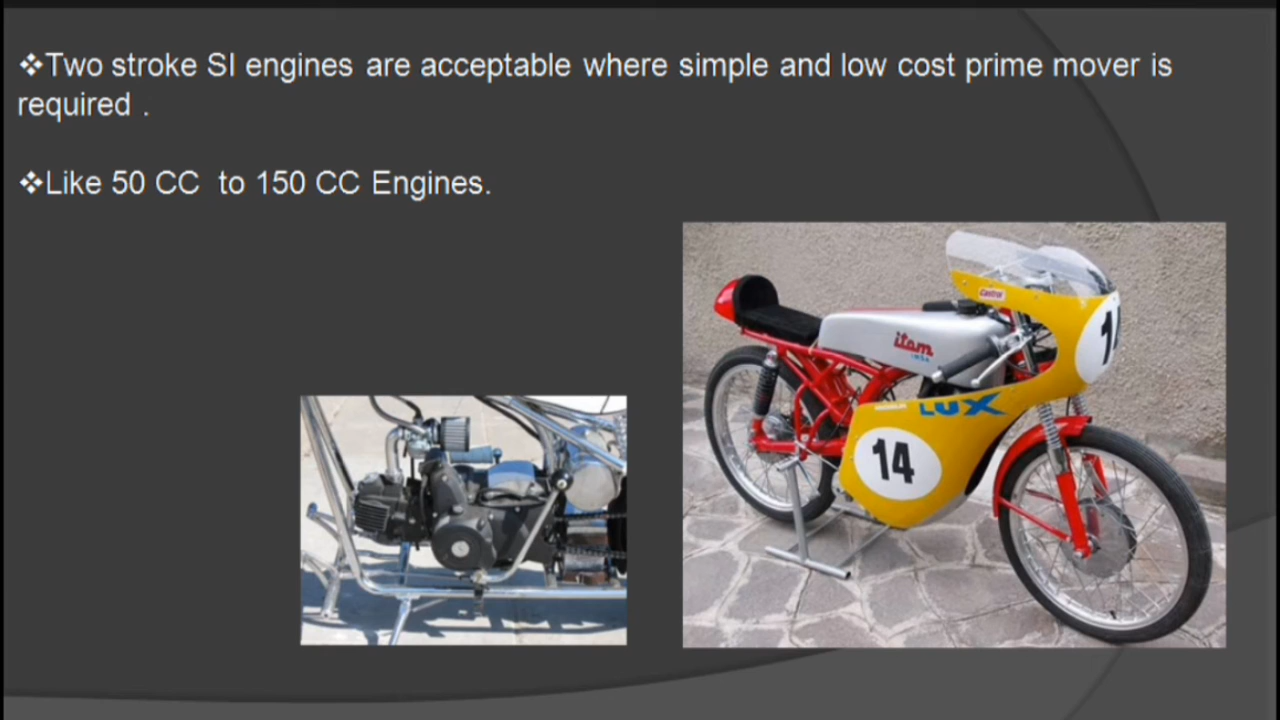 ❖Two stroke SI engines are acceptable where simple and low cost prime mover is
required .
❖Like 50 CC  to 150 CC Engines.
Castrol
itom
LUX
14